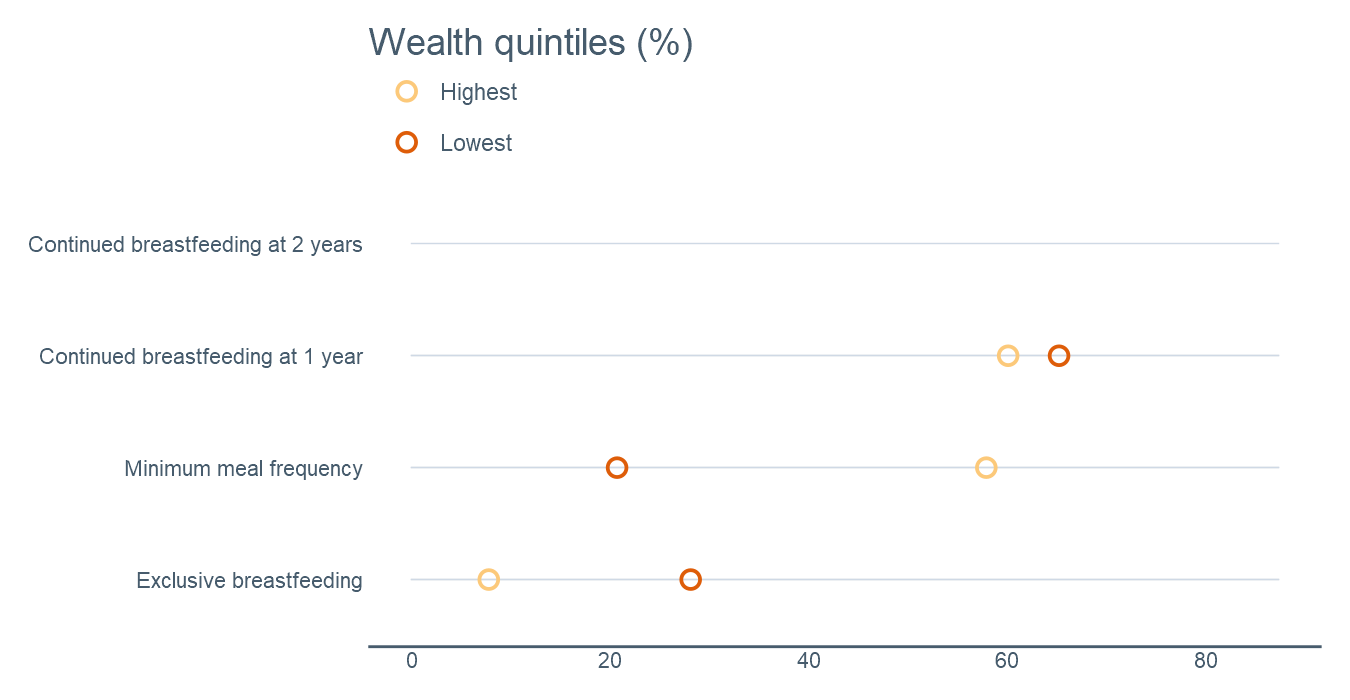 Wealth quintiles (%)
Highest
Lowest
Continued breastfeeding at 2 years
Continued breastfeeding at 1 year
Minimum meal frequency
Exclusive breastfeeding
0 20 40 60 80